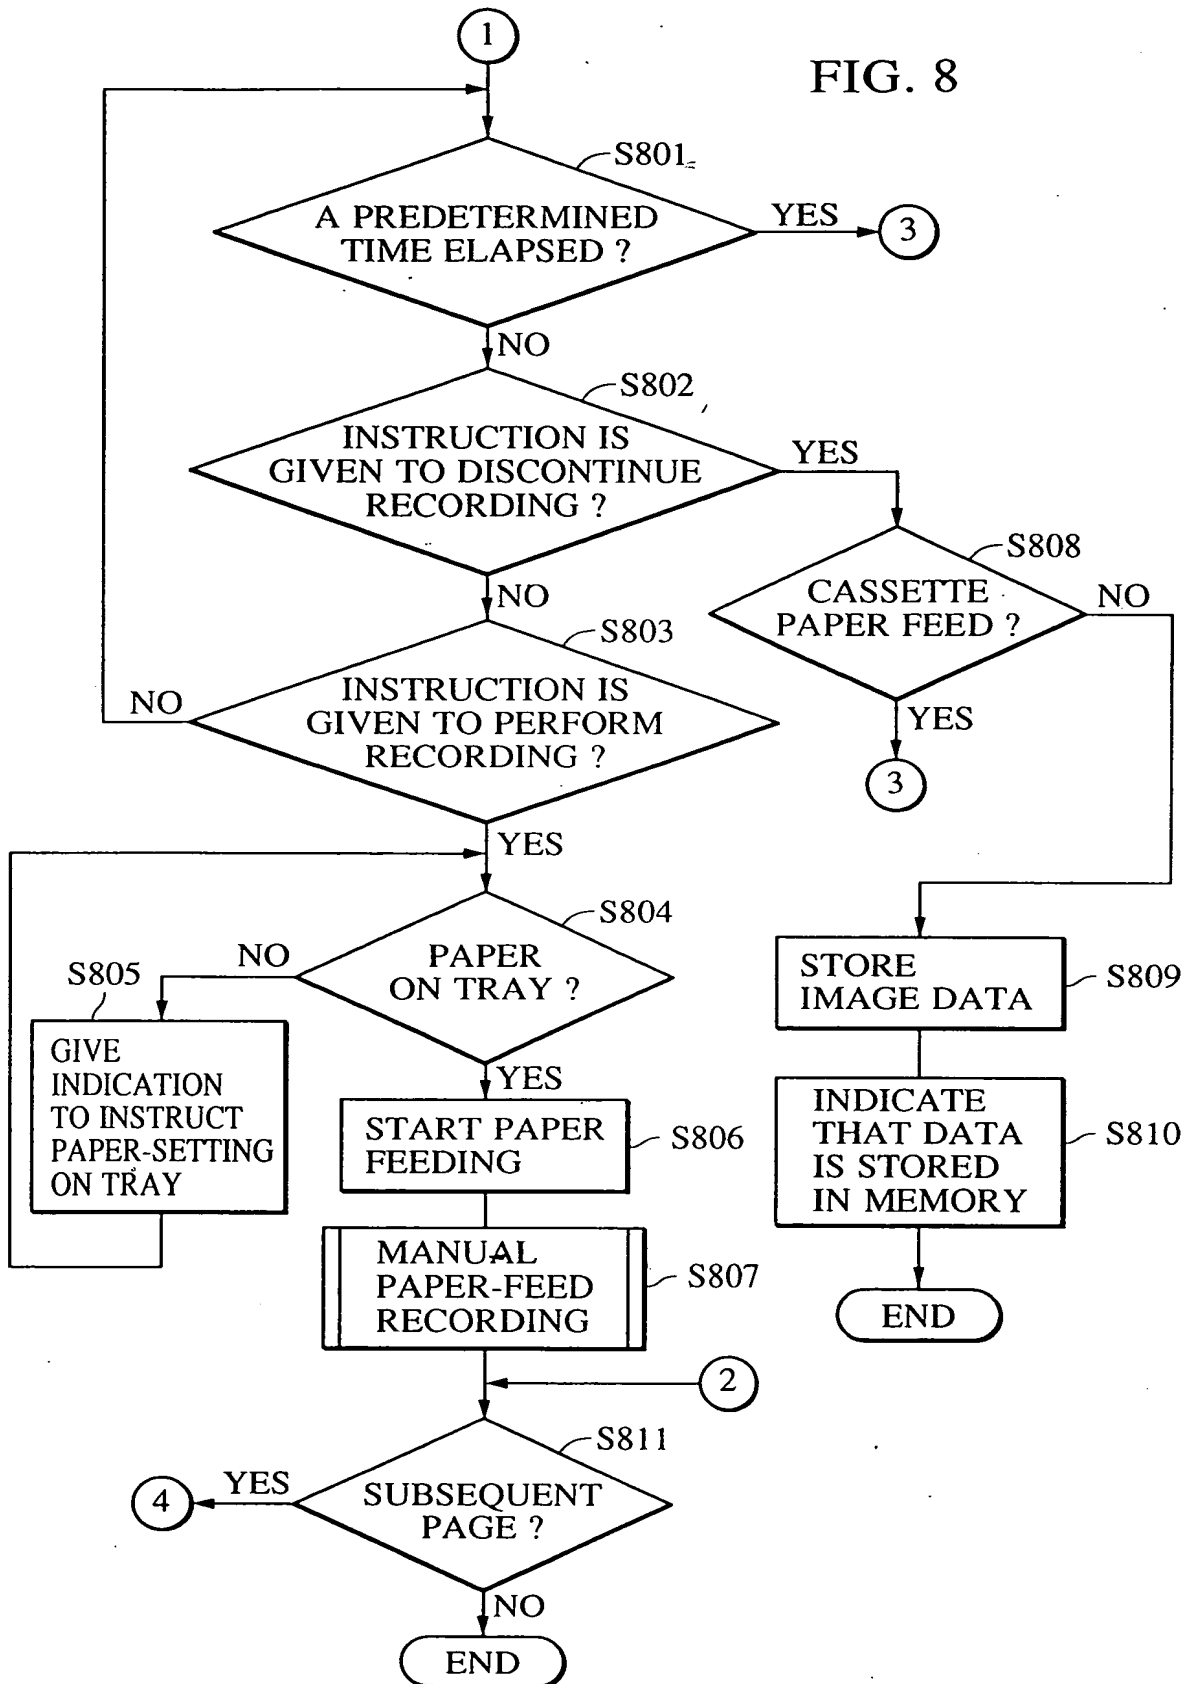 1
FIG. 8
S801
A PREDETERMINED
TIME ELAPSED ?
YES
3
NO
S802
INSTRUCTION IS
GIVEN TO DISCONTINUE
RECORDING ?
YES
NO
S808
CASSETTE
PAPER FEED ?
NO
YES
3
S803
INSTRUCTION IS
GIVEN TO PERFORM
RECORDING ?
NO
YES
S804
PAPER
ON TRAY ?
NO
S805
GIVE
INDICATION
TO INSTRUCT
PAPER-SETTING
ON TRAY
YES
START PAPER
FEEDING
S806
MANUAL
PAPER-FEED
RECORDING
S807
STORE
IMAGE DATA
S809
INDICATE
THAT DATA
IS STORED
IN MEMORY
S810
END
2
S811
SUBSEQUENT
PAGE ?
YES
4
NO
END